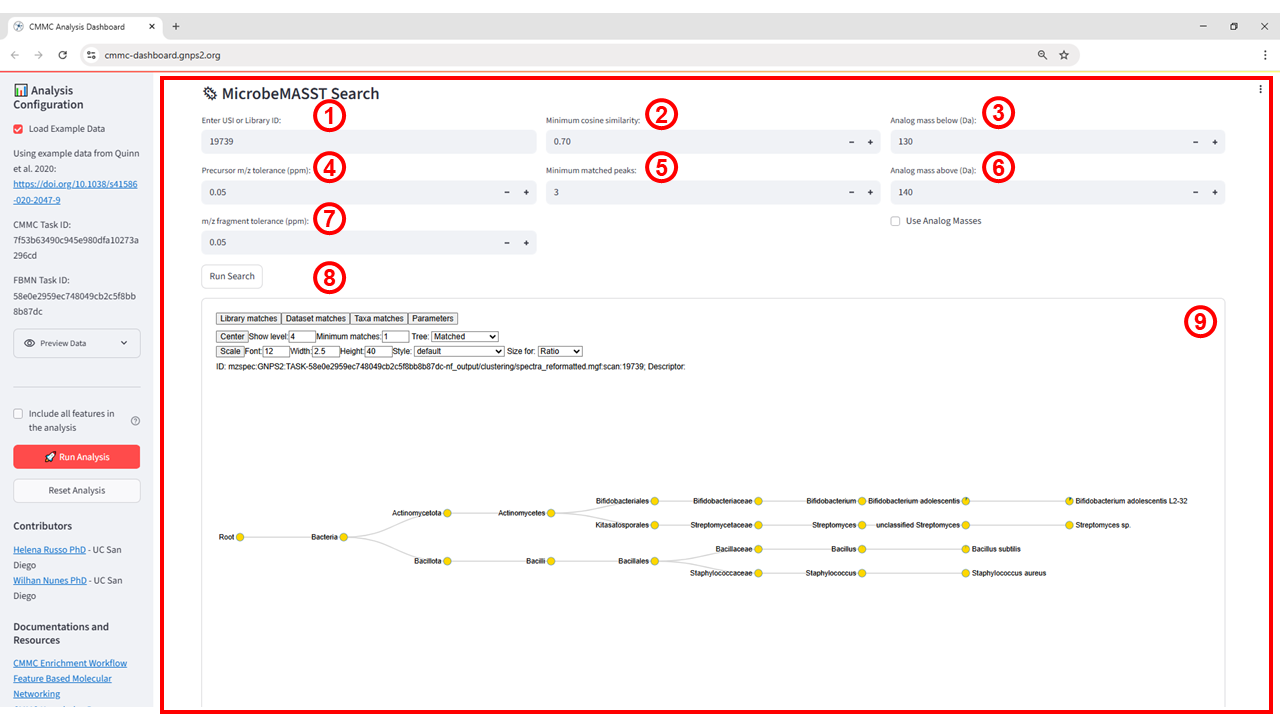 CMMC Analysis Dashboard
cmmc-dashboard.gnps2.org
Analysis
Configuration
Load Example Data
Using example data from Quinn
et al. 2020:
https://doi.org/10.1038/s41586
-020-2047-9
CMMC Task ID:
7f53b63490c945e980dfa10273a
296cd
FBMN Task ID:
58e0e2959ec748049cb2c5f8bb
8b87dc
Preview Data
Include all features in
the analysis
Run Analysis
Reset Analysis
Contributors
Helena Russo PhD - UC San
Diego
Wilhan Nunes PhD - UC San
Diego
Documentations and
Resources
CMMC Enrichment Workflow
Feature Based Molecular
Networking
MicrobeMASST Search
Enter USI or Library ID: 1
19739
Minimum cosine similarity: 2
0.70 − +
Analog mass below (Da): 3
130 − +
Precursor m/z tolerance (ppm): 4
0.05 − +
Minimum matched peaks: 5
3 − +
Analog mass above (Da): 6
140 − +
m/z fragment tolerance (ppm): 7
0.05 − +
Use Analog Masses
Run Search 8
9
Library matches Dataset matches Taxa matches Parameters
Center Show level: 4 Minimum matches: 1 Tree: Matched
Scale Font: 12 Width: 2.5 Height: 40 Style: default Size for: Ratio
ID: mzspec:GNPS2:TASK-58e0e2959ec748049cb2c5f8bb8b87dc-nf_output/clustering/spectra_reformatted.mgf:scan:19739; Descriptor:
Bifidobacteriales Bifidobacteriaceae Bifidobacterium Bifidobacterium adolescentis Bifidobacterium adolescentis L2-32
Actinomycetota Actinomycetes
Kitasatosporales Streptomycetaceae Streptomyces unclassified Streptomyces Streptomyces sp.
Root Bacteria
Bacillaceae Bacillus Bacillus subtilis
Bacillota Bacilli Bacillales
Staphylococcaceae Staphylococcus Staphylococcus aureus